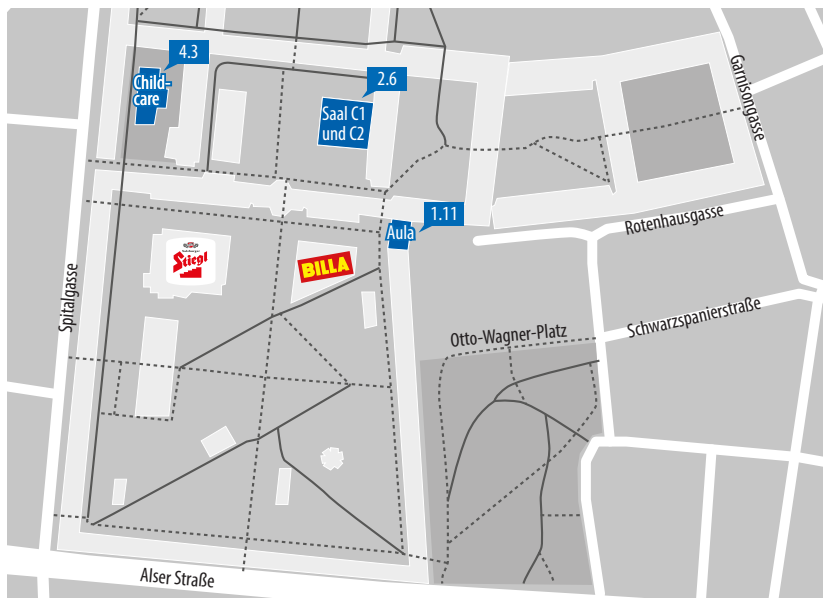 4.3
Child-
care
2.6
Saal C1
und C2
Garnisongasse
1.11
Aula
Rotenhausgasse
Stiegl
BILLA
Spitalgasse
Schwarzspanierstraße
Otto-Wagner-Platz
Alser Straße